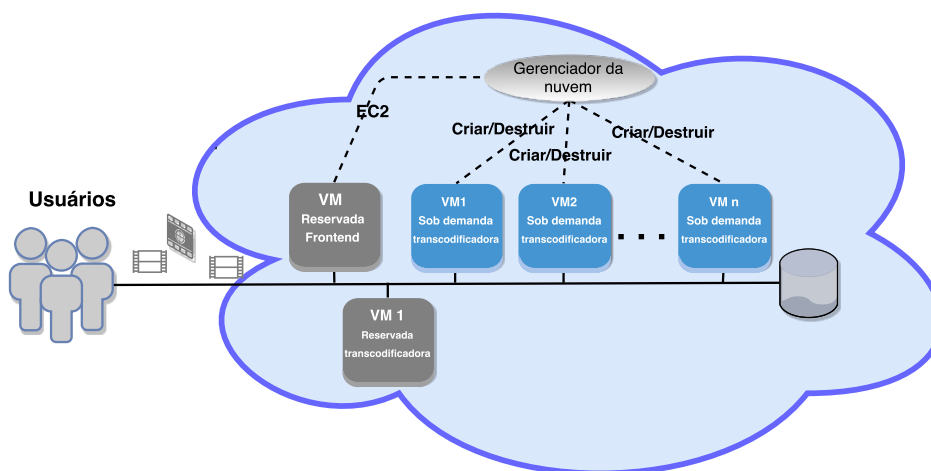 Gerenciador da
nuvem
EC2
Criar/Destruir
Criar/Destruir
Criar/Destruir
Usuários
VM
Reservada
Frontend
VM1
Sob demanda
transcodificadora
VM2
Sob demanda
transcodificadora
. . .
VM n
Sob demanda
transcodificadora
VM 1
Reservada
transcodificadora